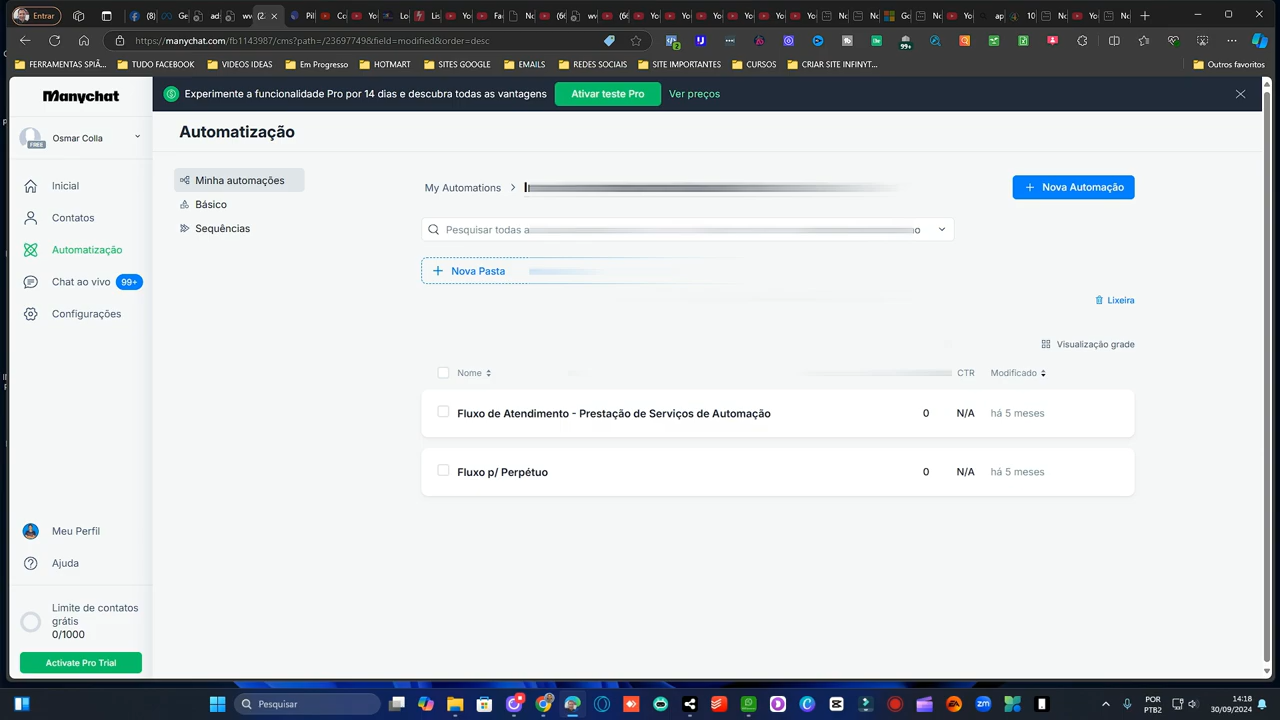 Entrar
https://manychat.com/fb1143987/cms?path=/23697749&field=modified&order=desc
99+
FERRAMENTAS SPIÃ...
TUDO FACEBOOK
VIDEOS IDEAS
Em Progresso
HOTMART
SITES GOOGLE
EMAILS
REDES SOCIAIS
SITE IMPORTANTES
CURSOS
CRIAR SITE INFINYT...
Outros favoritos
Manychat
Experimente a funcionalidade Pro por 14 dias e descubra todas as vantagens
Ativar teste Pro
Ver preços
Osmar Colla
FREE
Automatização
Inicial
Contatos
Automatização
Chat ao vivo 99+
Configurações
Minha automações
Básico
Sequências
My Automations
Nova Automação
Pesquisar todas a
Nova Pasta
Lixeira
Visualização grade
Nome
CTR
Modificado
Fluxo de Atendimento - Prestação de Serviços de Automação 0 N/A há 5 meses
Fluxo p/ Perpétuo 0 N/A há 5 meses
Meu Perfil
Ajuda
Limite de contatos
grátis
0/1000
Activate Pro Trial
Pesquisar
POR
PTB2
14:18
30/09/2024